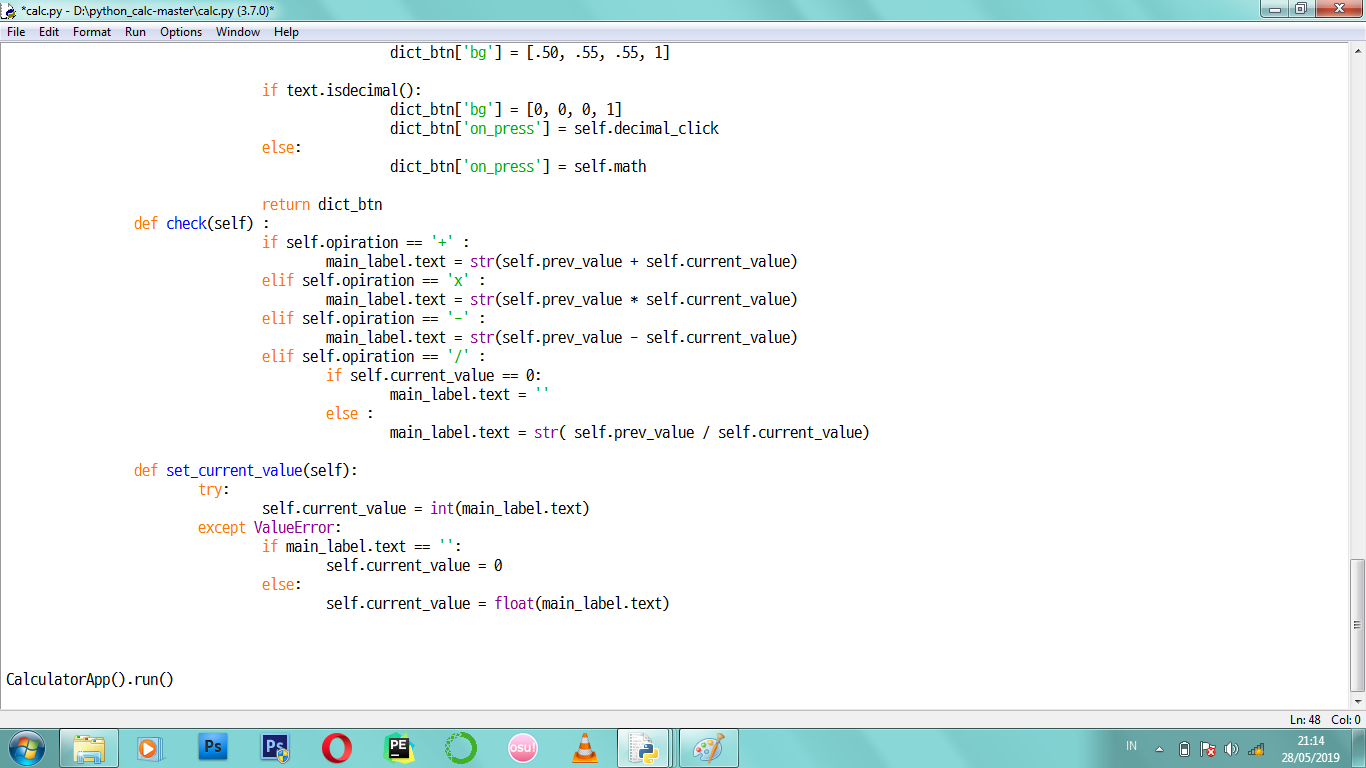 *calc.py - D:\python_calc-master\calc.py (3.7.0)*
File Edit Format Run Options Window Help
dict_btn['bg'] = [.50, .55, .55, 1]
if text.isdecimal():
dict_btn['bg'] = [0, 0, 0, 1]
dict_btn['on_press'] = self.decimal_click
else:
dict_btn['on_press'] = self.math
return dict_btn
def check(self) :
if self.opiration == '+' :
main_label.text = str(self.prev_value + self.current_value)
elif self.opiration == 'x' :
main_label.text = str(self.prev_value * self.current_value)
elif self.opiration == '-' :
main_label.text = str(self.prev_value - self.current_value)
elif self.opiration == '/' :
if self.current_value == 0:
main_label.text = ''
else :
main_label.text = str( self.prev_value / self.current_value)
def set_current_value(self):
try:
self.current_value = int(main_label.text)
except ValueError:
if main_label.text == '':
self.current_value = 0
else:
self.current_value = float(main_label.text)
CalculatorApp().run()
Ln: 48 Col: 0
Ps
Ps
PE
osu!
IN
21:14
28/05/2019